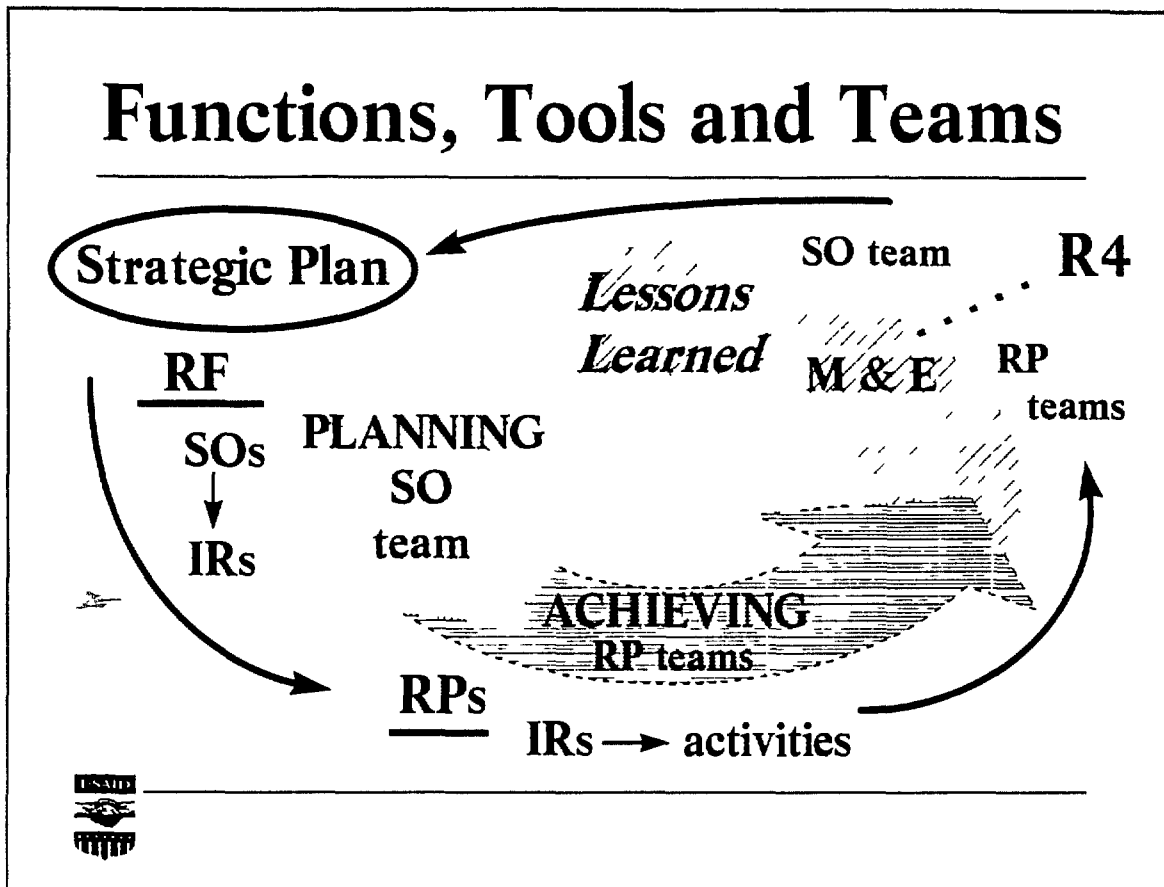 Functions, Tools and Teams
Strategic Plan
RF
SOs
IRs
PLANNING
SO
team
Lessons
Learned
SO team
R4
M & E
RP
teams
ACHIEVING
RP teams
RPs
IRs → activities
USAID